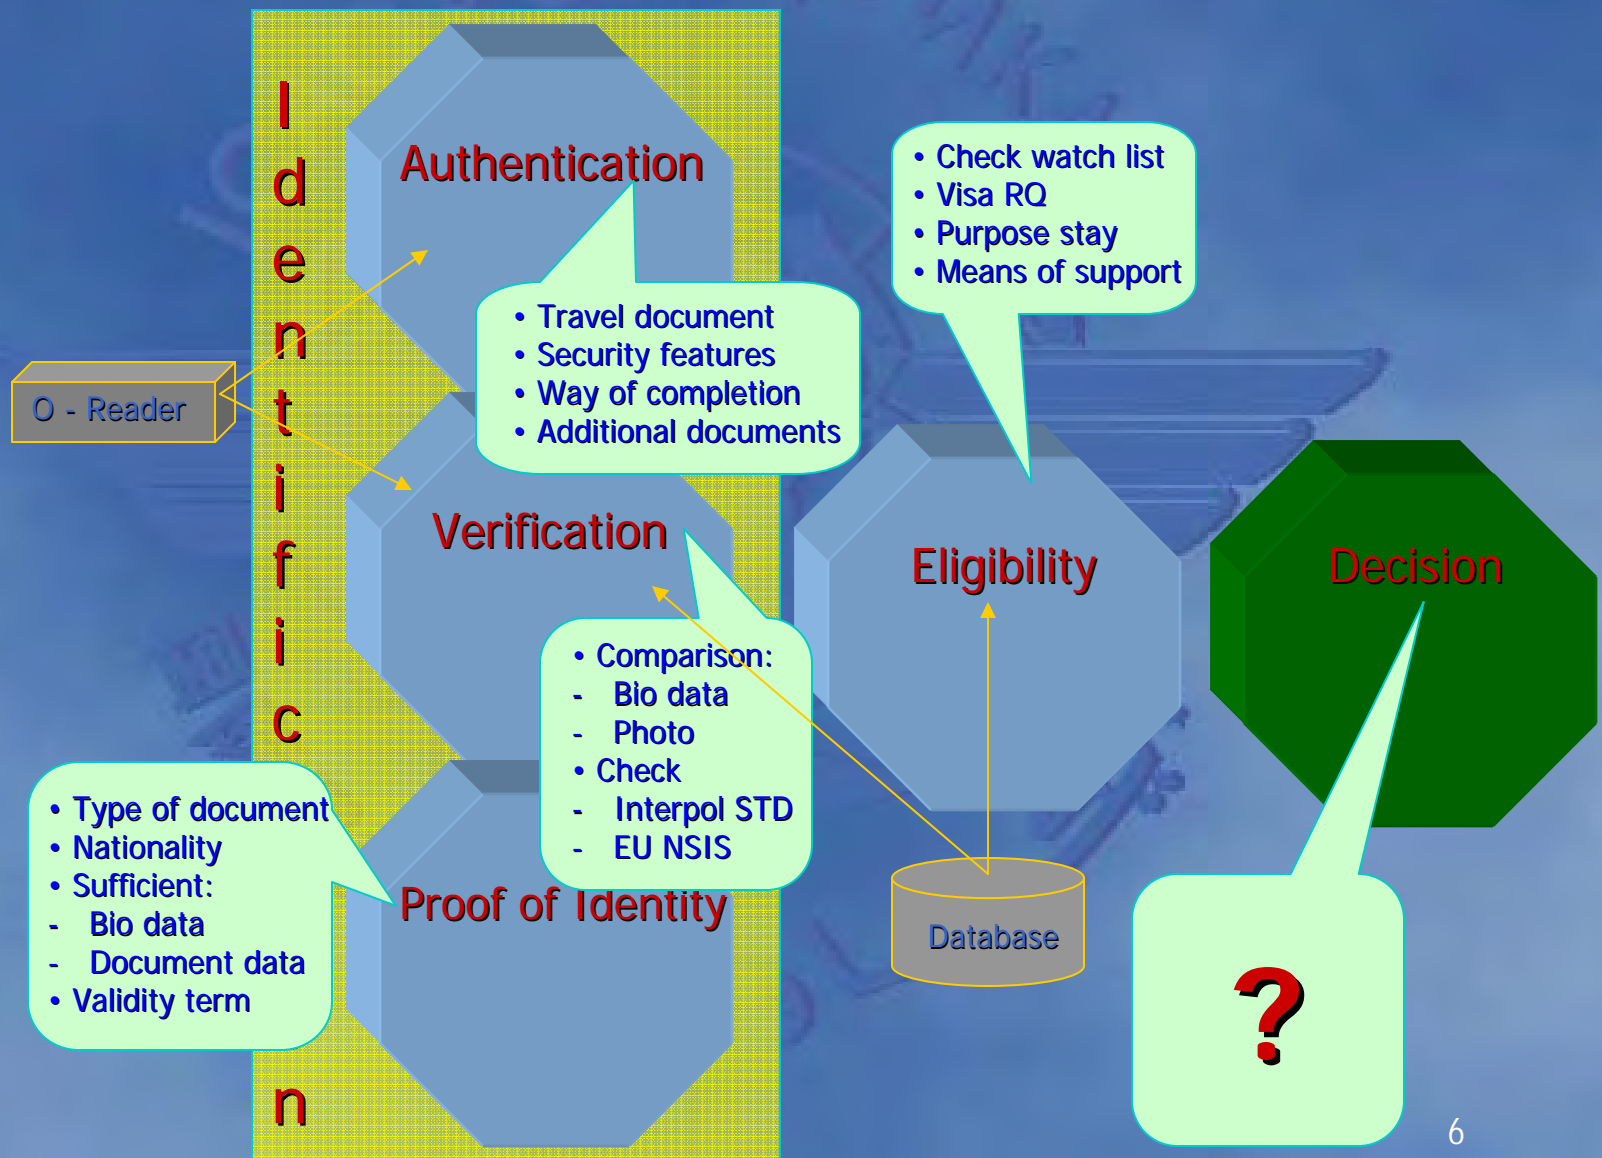 Identific
n
Authentication
• Travel document
• Security features
• Way of completion
• Additional documents
O - Reader
Verification
• Comparison:
- Bio data
- Photo
• Check
- Interpol STD
- EU NSIS
Proof of Identity
• Type of document
• Nationality
• Sufficient:
- Bio data
- Document data
• Validity term
• Check watch list
• Visa RQ
• Purpose stay
• Means of support
Eligibility
Database
Decision
?
6